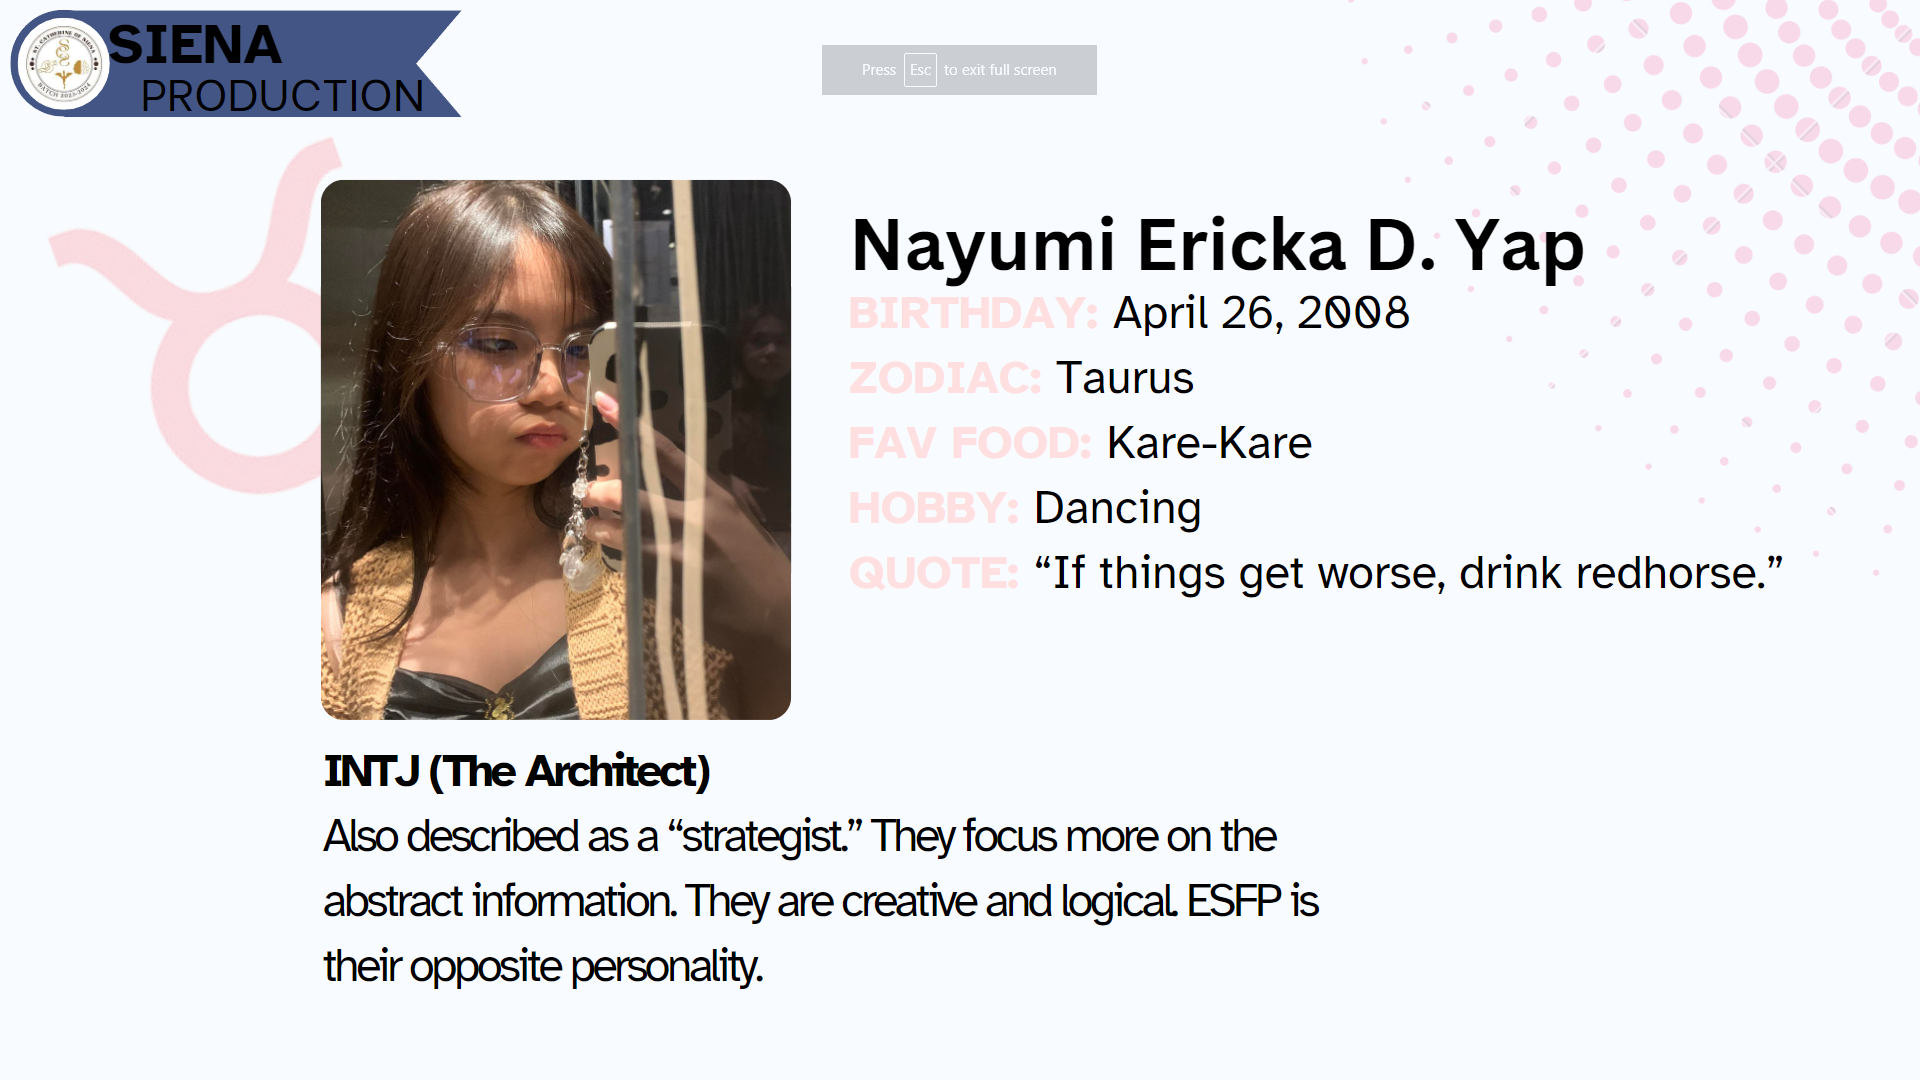 SIENA
PRODUCTION
ST. CATHERINE OF SIENA
BATCH 2023-2024
Press Esc to exit full screen
Nayumi Ericka D. Yap
BIRTHDAY: April 26, 2008
ZODIAC: Taurus
FAV FOOD: Kare-Kare
HOBBY: Dancing
QUOTE: “If things get worse, drink redhorse.”
INTJ (The Architect)
Also described as a “strategist.” They focus more on the
abstract information. They are creative and logical. ESFP is
their opposite personality.